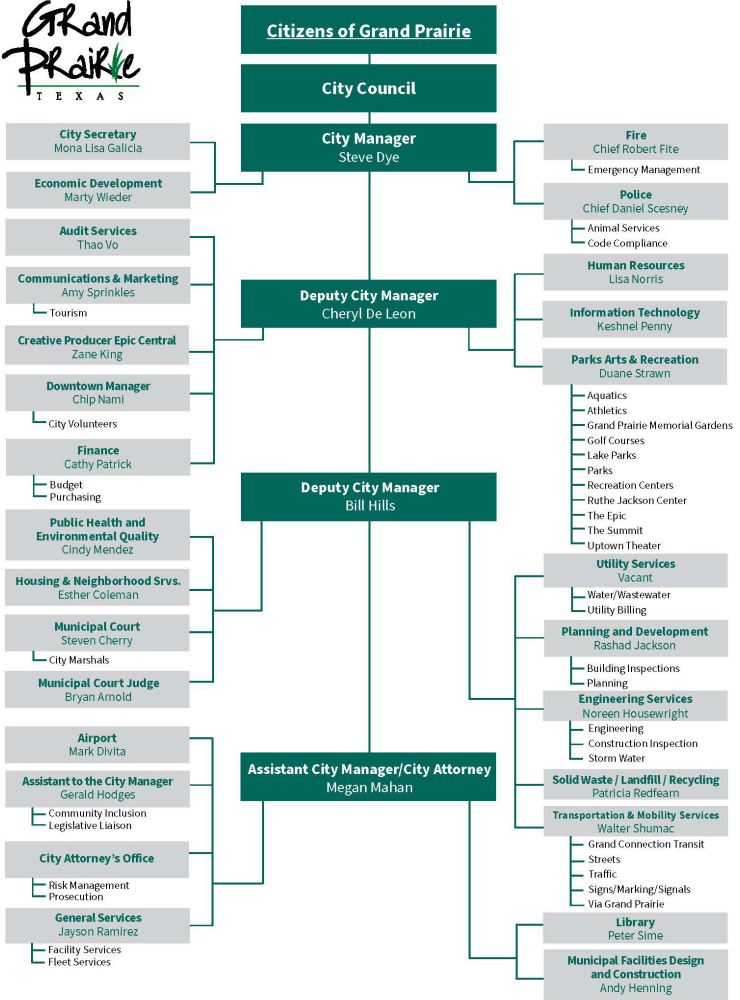 Grand
Prairie
TEXAS
Citizens of Grand Prairie
City Council
City Manager
Steve Dye
City Secretary
Mona Lisa Galicia
Economic Development
Marty Wieder
Fire
Chief Robert Fite
Emergency Management
Police
Chief Daniel Scesney
Animal Services
Code Compliance
Deputy City Manager
Cheryl De Leon
Audit Services
Thao Vo
Communications & Marketing
Amy Sprinkles
Tourism
Creative Producer Epic Central
Zane King
Downtown Manager
Chip Nami
City Volunteers
Finance
Cathy Patrick
Budget
Purchasing
Human Resources
Lisa Norris
Information Technology
Keshnel Penny
Parks Arts & Recreation
Duane Strawn
Aquatics
Athletics
Grand Prairie Memorial Gardens
Golf Courses
Lake Parks
Parks
Recreation Centers
Ruthe Jackson Center
The Epic
The Summit
Uptown Theater
Deputy City Manager
Bill Hills
Public Health and
Environmental Quality
Cindy Mendez
Housing & Neighborhood Srvs.
Esther Coleman
Municipal Court
Steven Cherry
City Marshals
Municipal Court Judge
Bryan Arnold
Utility Services
Vacant
Water/Wastewater
Utility Billing
Planning and Development
Rashad Jackson
Building Inspections
Planning
Engineering Services
Noreen Housewright
Engineering
Construction Inspection
Storm Water
Solid Waste / Landfill / Recycling
Patricia Redfearn
Transportation & Mobility Services
Walter Shumac
Grand Connection Transit
Streets
Traffic
Signs/Marking/Signals
Via Grand Prairie
Assistant City Manager/City Attorney
Megan Mahan
Airport
Mark Divita
Assistant to the City Manager
Gerald Hodges
Community Inclusion
Legislative Liaison
City Attorney's Office
Risk Management
Prosecution
General Services
Jayson Ramirez
Facility Services
Fleet Services
Library
Peter Sime
Municipal Facilities Design
and Construction
Andy Henning